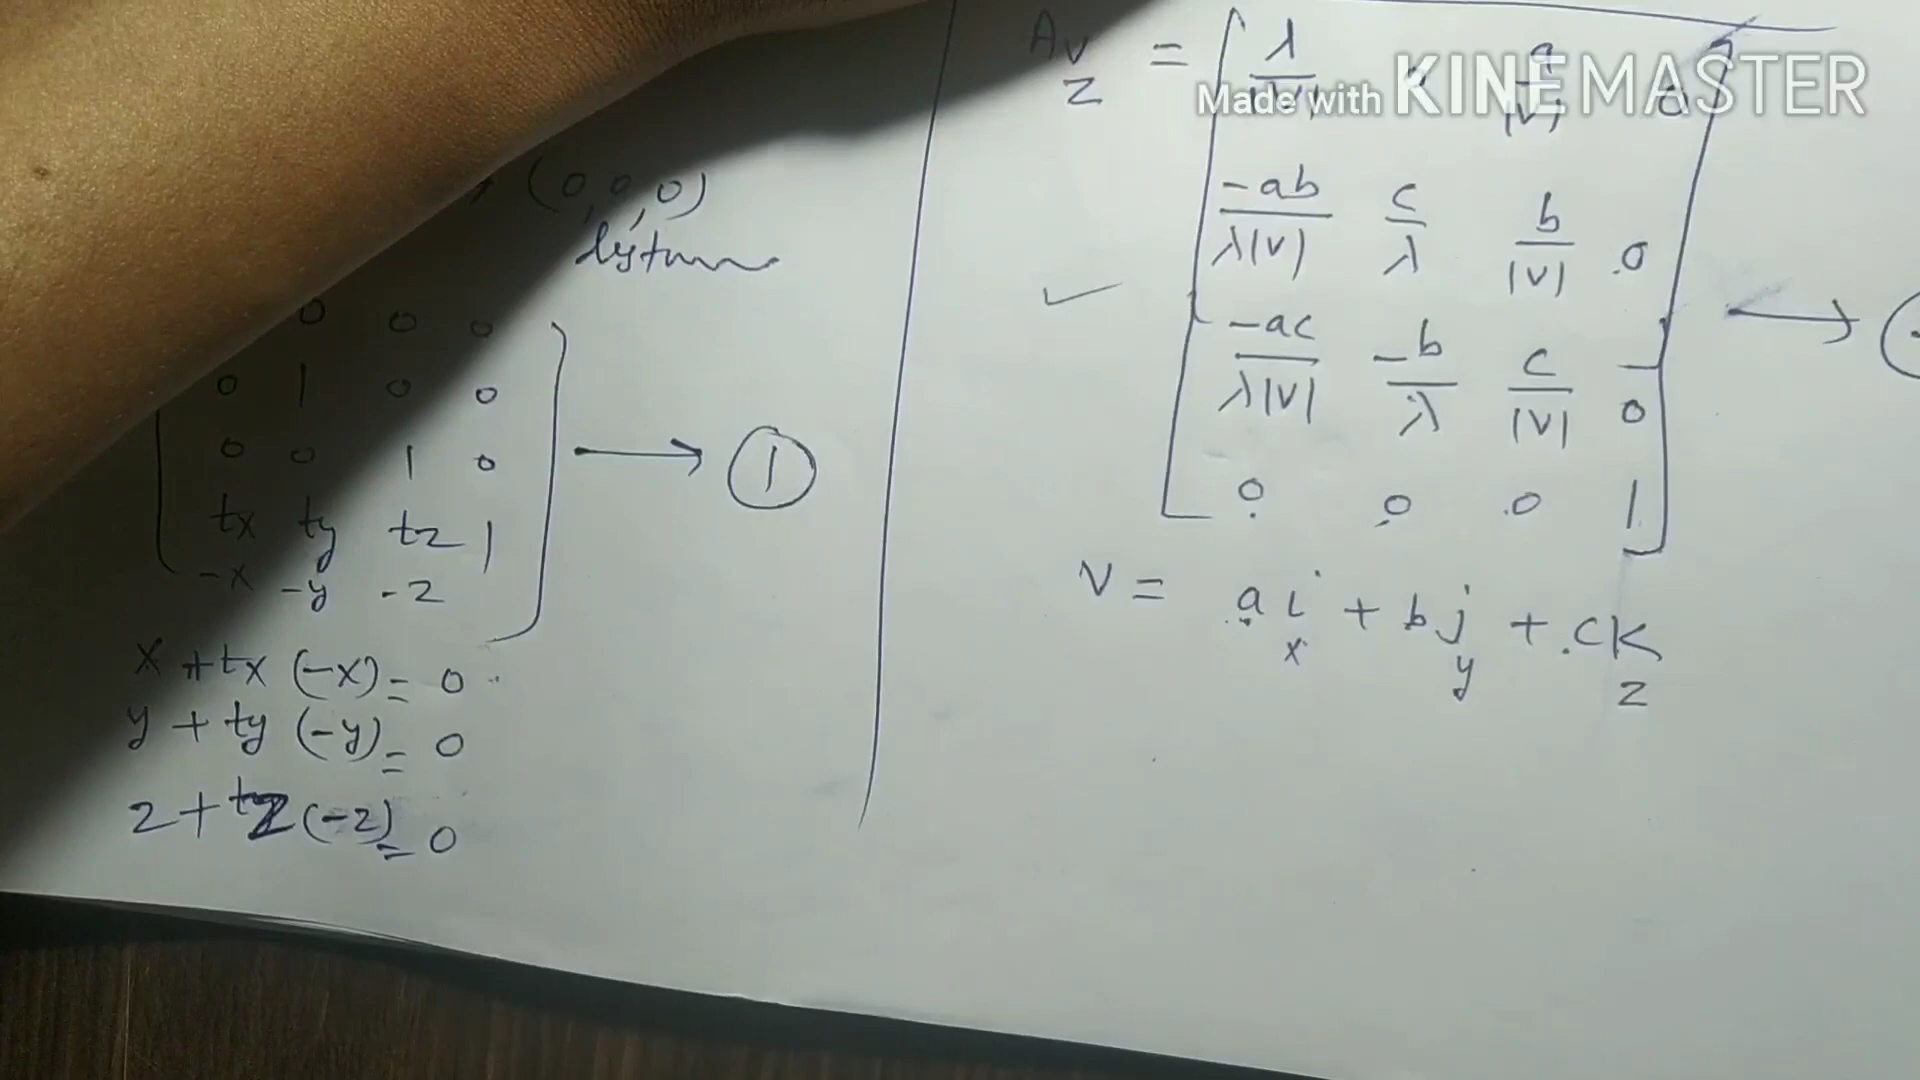 (0,0,0)
0 0 0
0 1 0 0
0 0 1 0
tx ty tz 1
-x -y -z
→ 1
x + tx (-x) = 0
y + ty (-y) = 0
z + tz (-z) = 0
Av = λ a
z |v| |v| 0
-ab c b
λ|v| λ |v| 0
✓ →
-ac -b c
λ|v| λ |v| 0
0 0 0 1
V = ai + bj + ck
x y z
Made with KINEMASTER